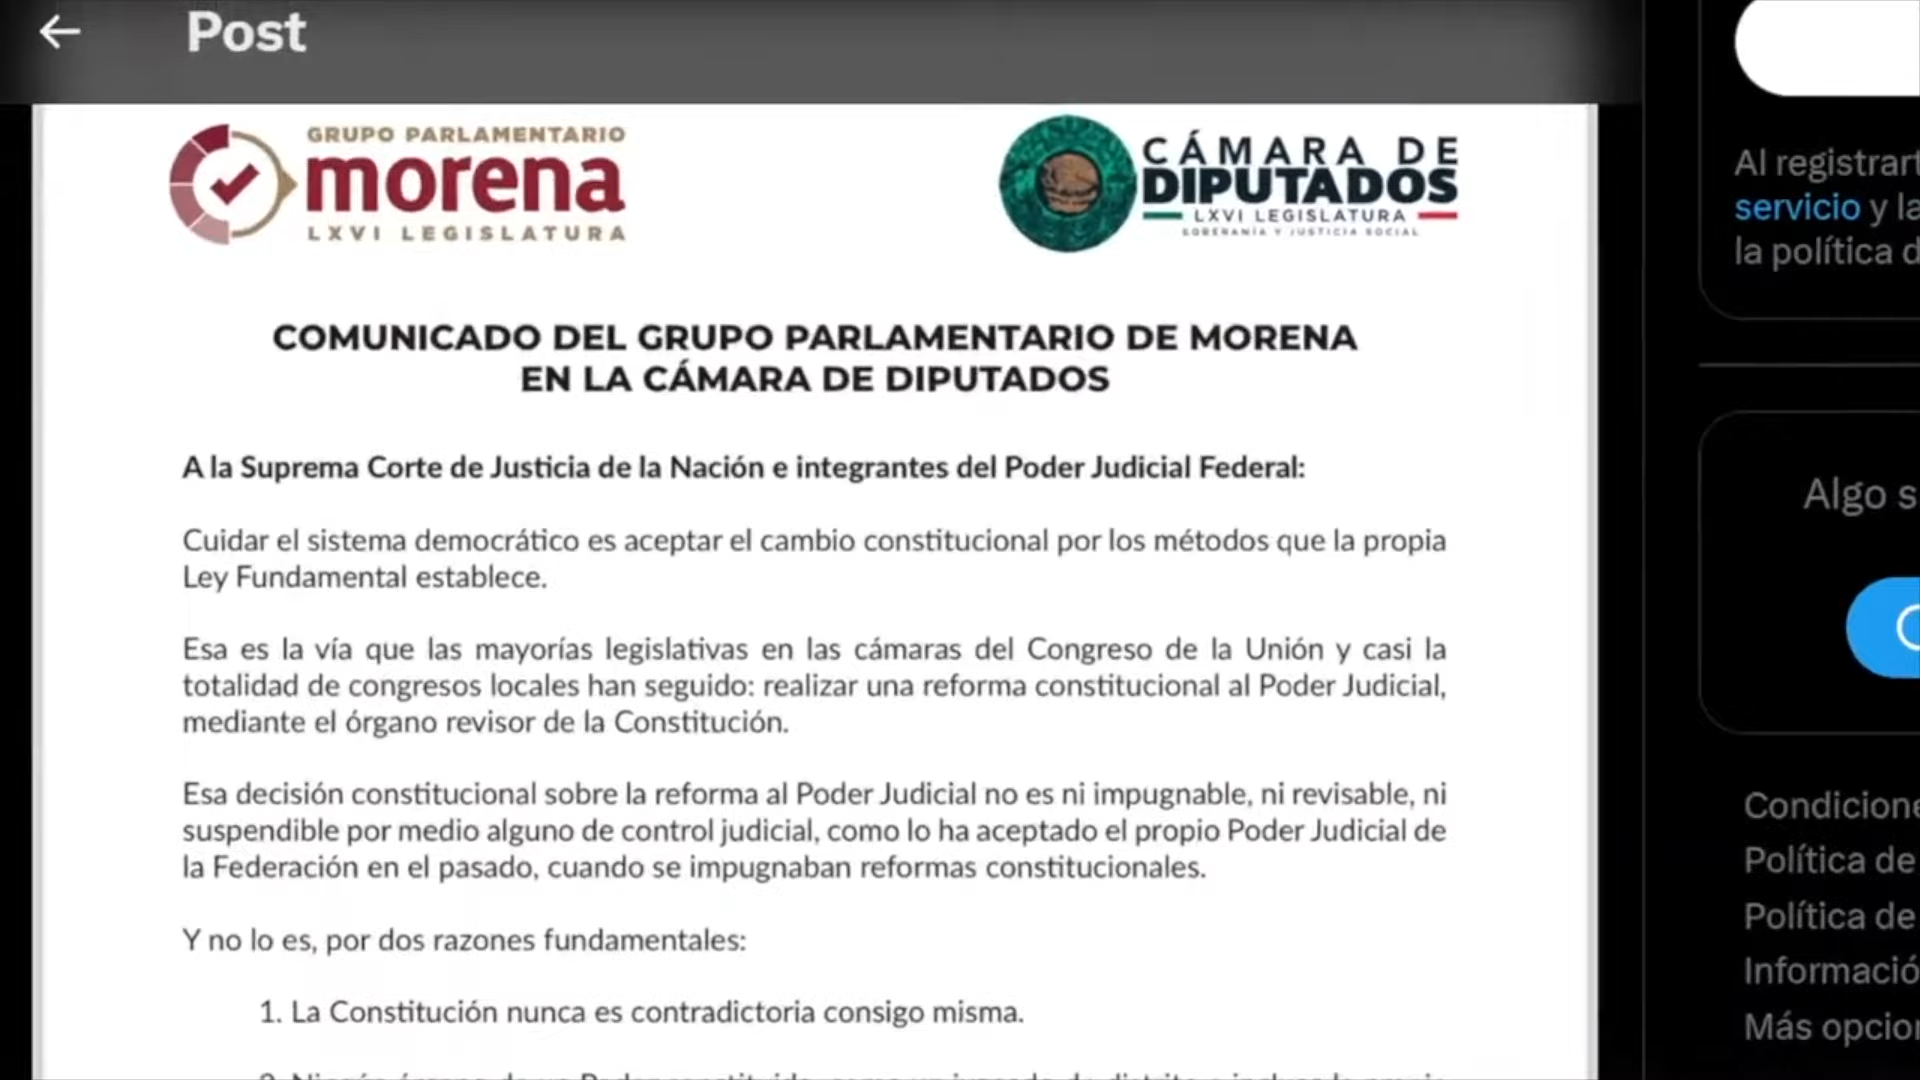 Post
GRUPO PARLAMENTARIO
morena
LXVI LEGISLATURA
CÁMARA DE
DIPUTADOS
LXVI LEGISLATURA
SOBERANÍA Y JUSTICIA SOCIAL
COMUNICADO DEL GRUPO PARLAMENTARIO DE MORENA
EN LA CÁMARA DE DIPUTADOS
A la Suprema Corte de Justicia de la Nación e integrantes del Poder Judicial Federal:
Cuidar el sistema democrático es aceptar el cambio constitucional por los métodos que la propia
Ley Fundamental establece.
Esa es la vía que las mayorías legislativas en las cámaras del Congreso de la Unión y casi la
totalidad de congresos locales han seguido: realizar una reforma constitucional al Poder Judicial,
mediante el órgano revisor de la Constitución.
Esa decisión constitucional sobre la reforma al Poder Judicial no es ni impugnable, ni revisable, ni
suspendible por medio alguno de control judicial, como lo ha aceptado el propio Poder Judicial de
la Federación en el pasado, cuando se impugnaban reformas constitucionales.
Y no lo es, por dos razones fundamentales:
1. La Constitución nunca es contradictoria consigo misma.
Al registrart
servicio y la
la política d
Algo s
Condicione
Política de
Política de
Informació
Más opcion